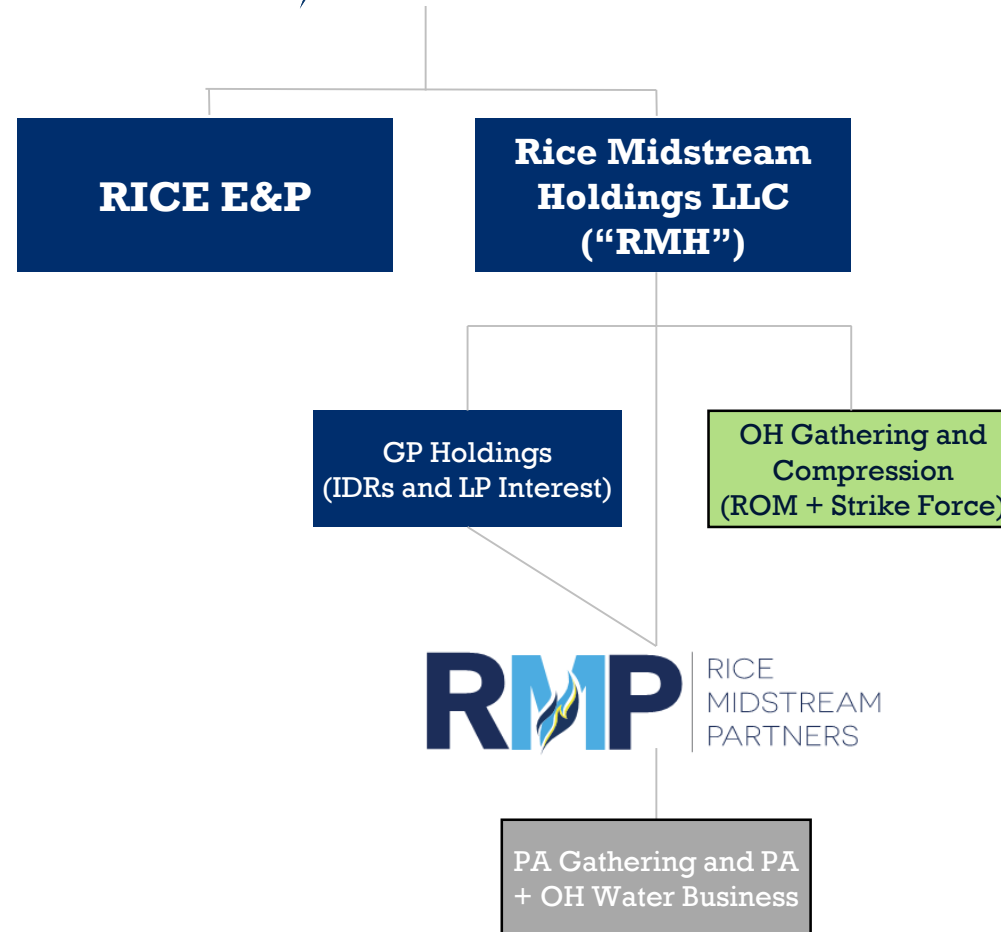 RICE E&P
Rice Midstream
Holdings LLC
(“RMH”)
GP Holdings
(IDRs and LP Interest)
OH Gathering and
Compression
(ROM + Strike Force)
RMP
RICE
MIDSTREAM
PARTNERS
PA Gathering and PA
+ OH Water Business